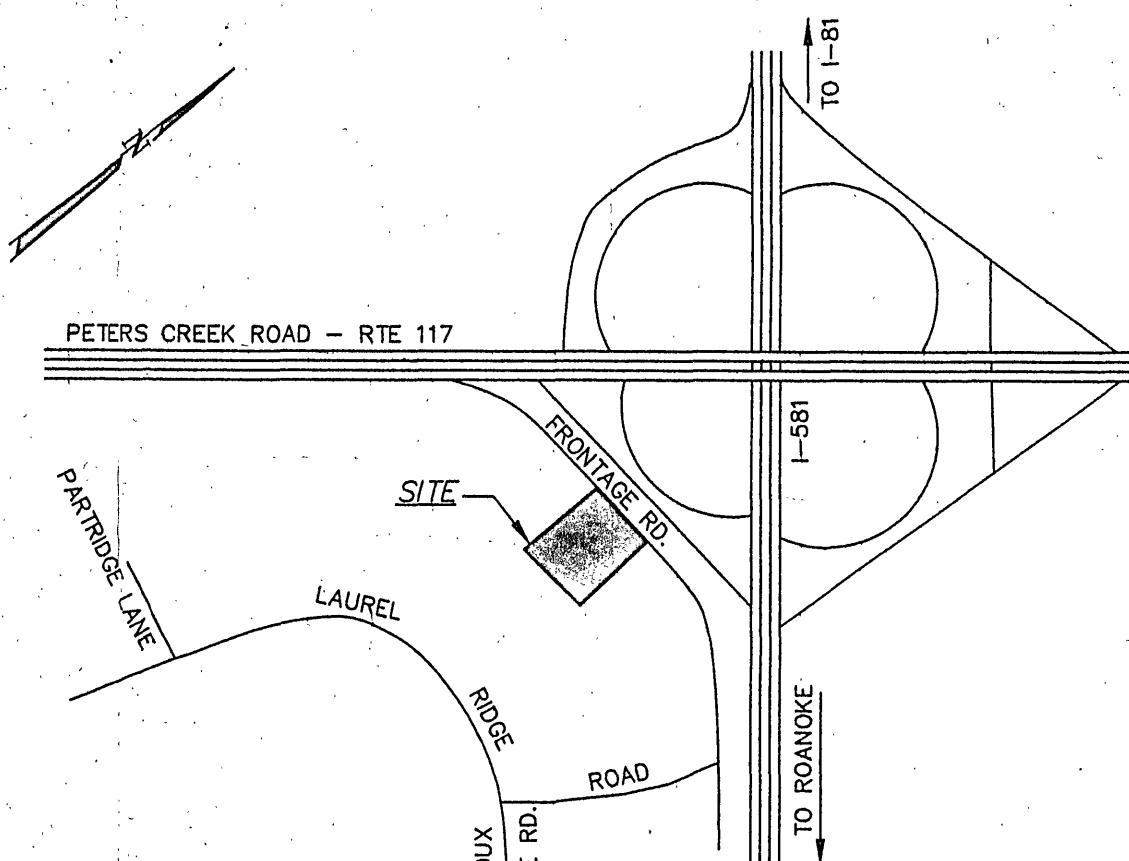 TO I-81
N
PETERS CREEK ROAD – RTE 117
I-581
FRONTAGE RD.
SITE
PARTRIDGE LANE
LAUREL
RIDGE
ROAD
TO ROANOKE
RD.